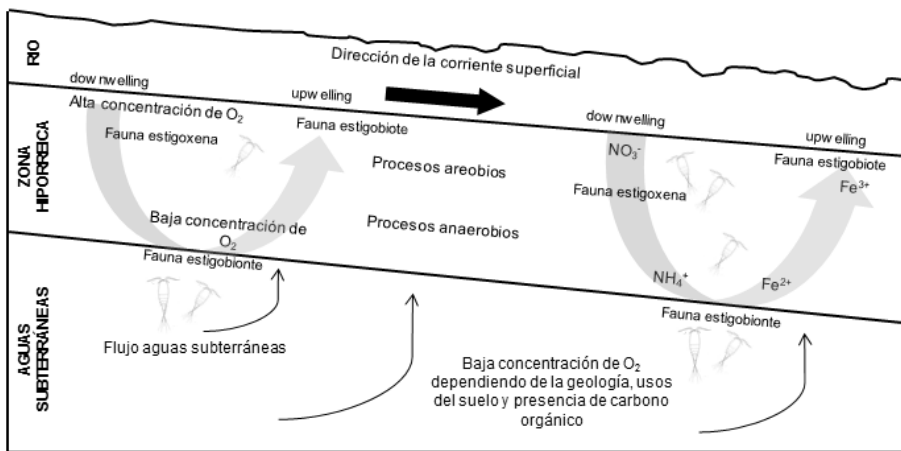 RIO
Dirección de la corriente superficial
dow nwelling
upw elling
dow nwelling
upw elling
ZONA
HIPORREICA
Alta concentración de O₂
Fauna estigoxena
Fauna estigobiote
Procesos areobios
Procesos anaerobios
Baja concentración de
O₂
NO₃⁻
Fauna estigoxena
Fauna estigobiote
Fe³⁺
NH₄⁺
Fe²⁺
AGUAS
SUBTERRÁNEAS
Fauna estigobionte
Flujo aguas subterráneas
Fauna estigobionte
Baja concentración de O₂
dependiendo de la geología, usos
del suelo y presencia de carbono
orgánico